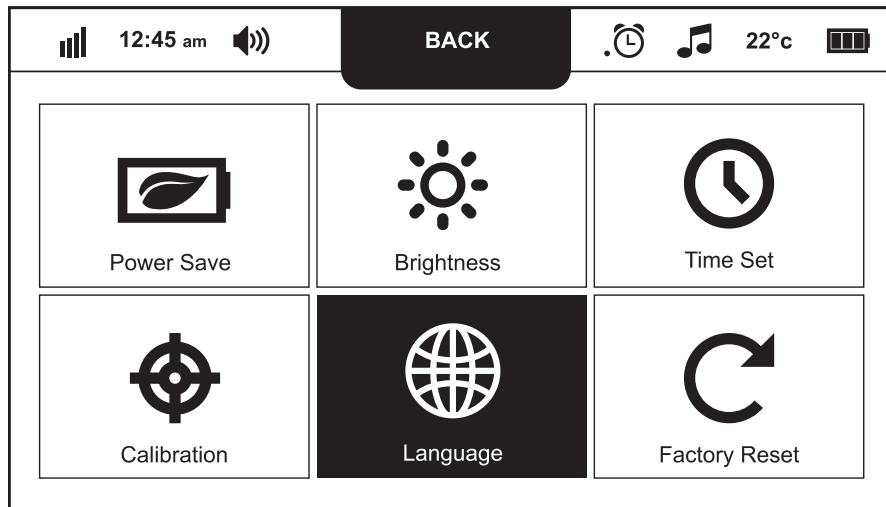 12:45 am
BACK
22°c
Power Save
Brightness
Time Set
Calibration
Language
Factory Reset